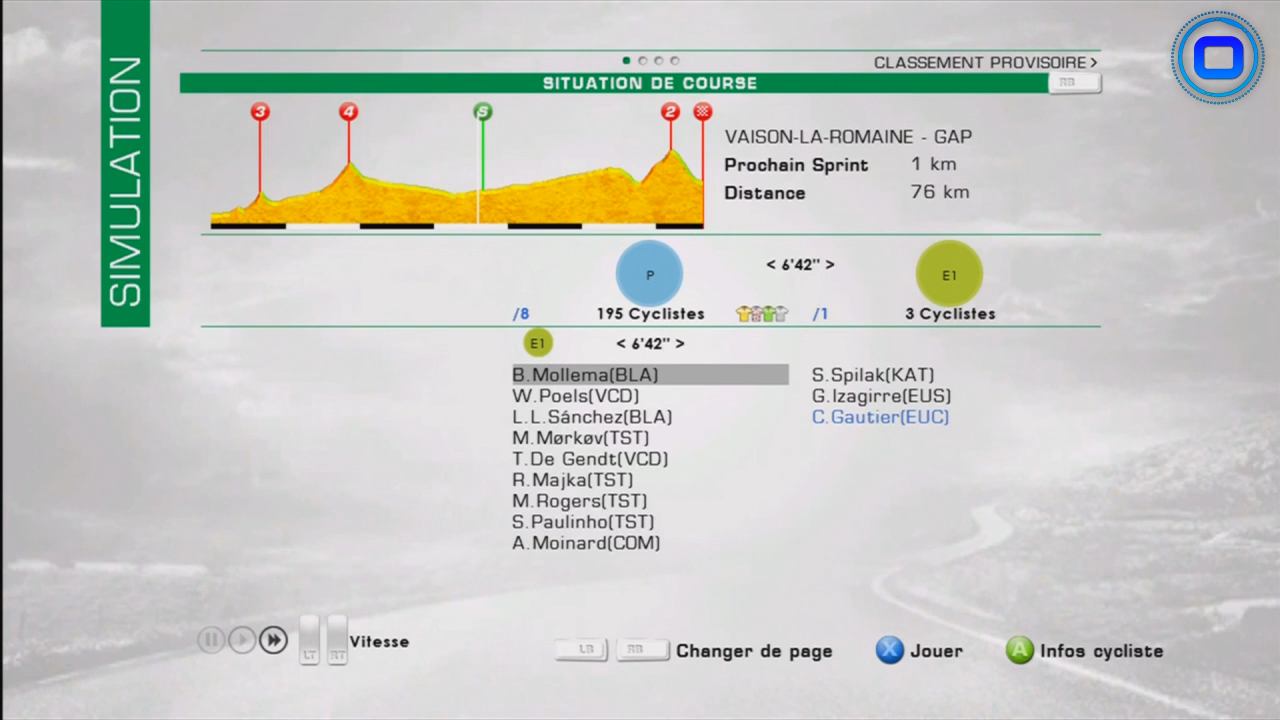 SIMULATION
CLASSEMENT PROVISOIRE >
RB
SITUATION DE COURSE
3 4 S 2
VAISON-LA-ROMAINE - GAP
Prochain Sprint 1 km
Distance 76 km
P < 6'42" > E1
/8 195 Cyclistes /1 3 Cyclistes
E1 < 6'42" >
B.Mollema(BLA) S.Spilak(KAT)
W.Poels(VCD) G.Izagirre(EUS)
L.L.Sánchez(BLA) C.Gautier(EUC)
M.Mørkøv(TST)
T.De Gendt(VCD)
R.Majka(TST)
M.Rogers(TST)
S.Paulinho(TST)
A.Moinard(COM)
LT RT Vitesse LB RB Changer de page X Jouer A Infos cycliste